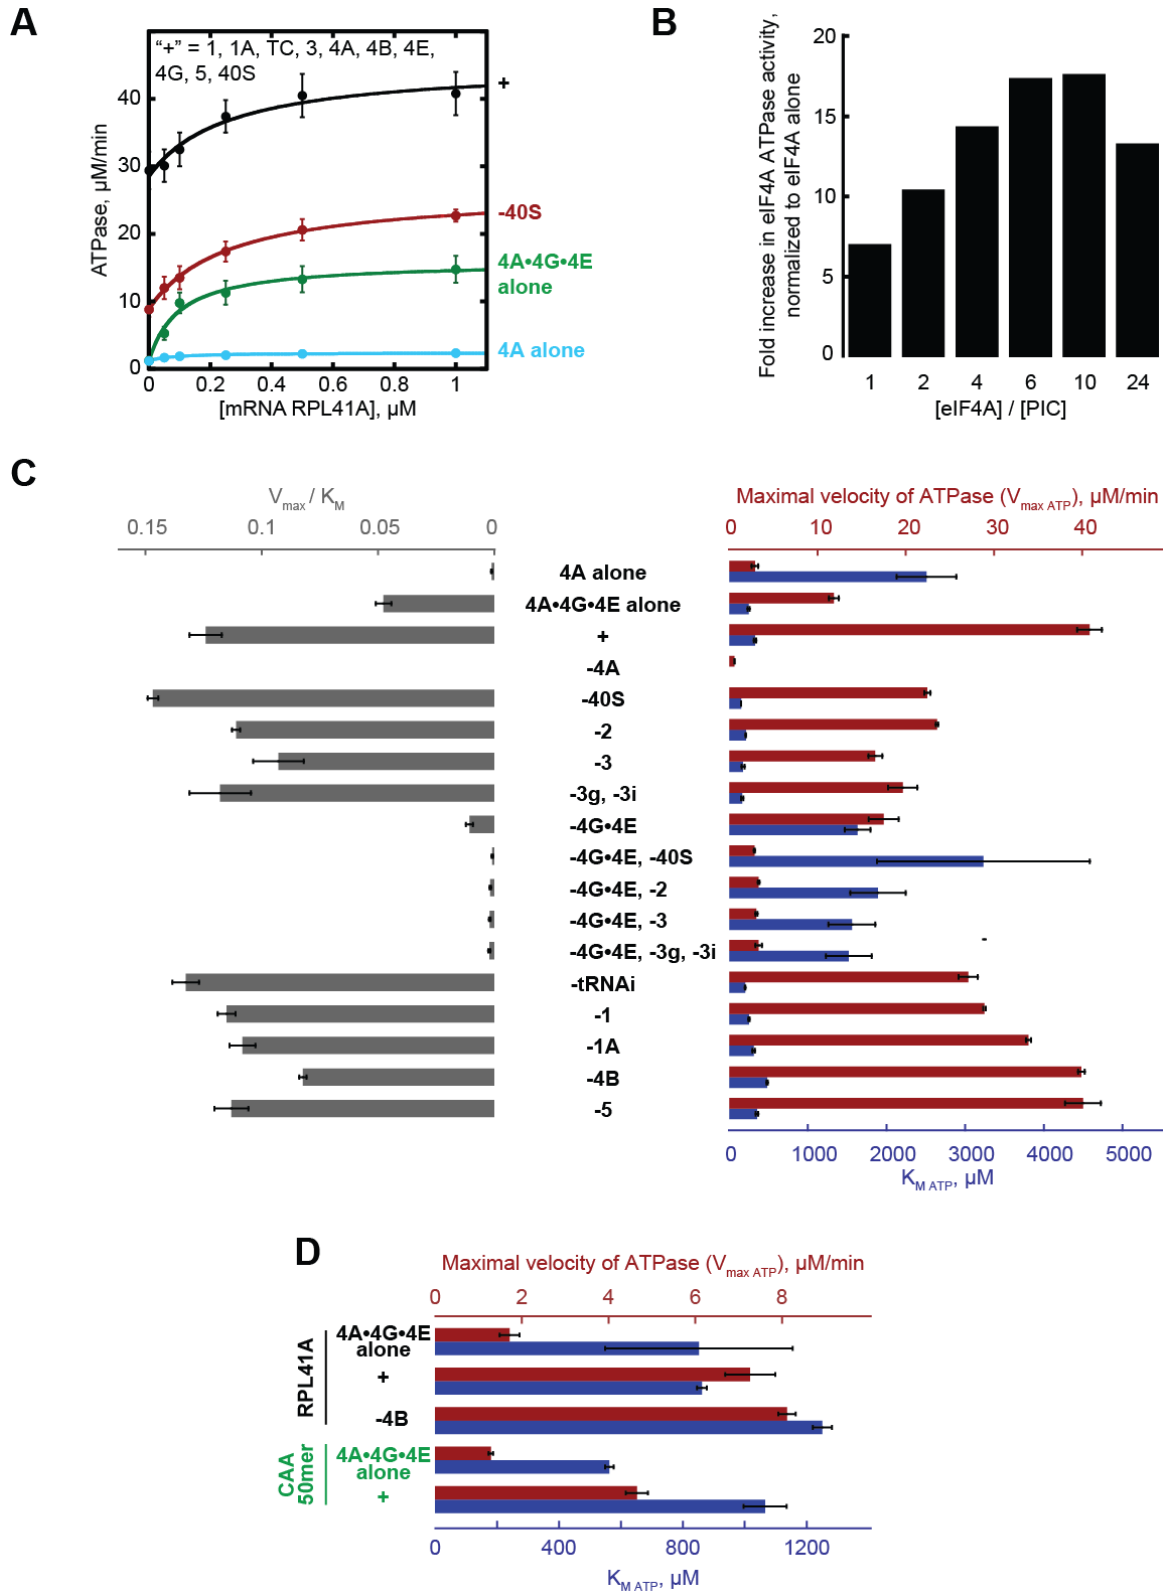 A
"+" = 1, 1A, TC, 3, 4A, 4B, 4E,
4G, 5, 40S
ATPase, µM/min
40
30
20
10
0
+
-40S
4A•4G•4E
alone
4A alone
0 0.2 0.4 0.6 0.8 1
[mRNA RPL41A], µM
B
Fold increase in eIF4A ATPase activity,
normalized to eIF4A alone
20
15
10
5
0
1 2 4 6 10 24
[eIF4A] / [PIC]
C
Vmax / KM
0.15 0.1 0.05 0
Maximal velocity of ATPase (Vmax ATP), µM/min
0 10 20 30 40
4A alone
4A•4G•4E alone
+
-4A
-40S
-2
-3
-3g, -3i
-4G•4E
-4G•4E, -40S
-4G•4E, -2
-4G•4E, -3
-4G•4E, -3g, -3i
-tRNAi
-1
-1A
-4B
-5
0 1000 2000 3000 4000 5000
KM ATP, µM
D
Maximal velocity of ATPase (Vmax ATP), µM/min
0 2 4 6 8
RPL41A
4A•4G•4E
alone
+
-4B
CAA
50mer
4A•4G•4E
alone
+
0 400 800 1200
KM ATP, µM